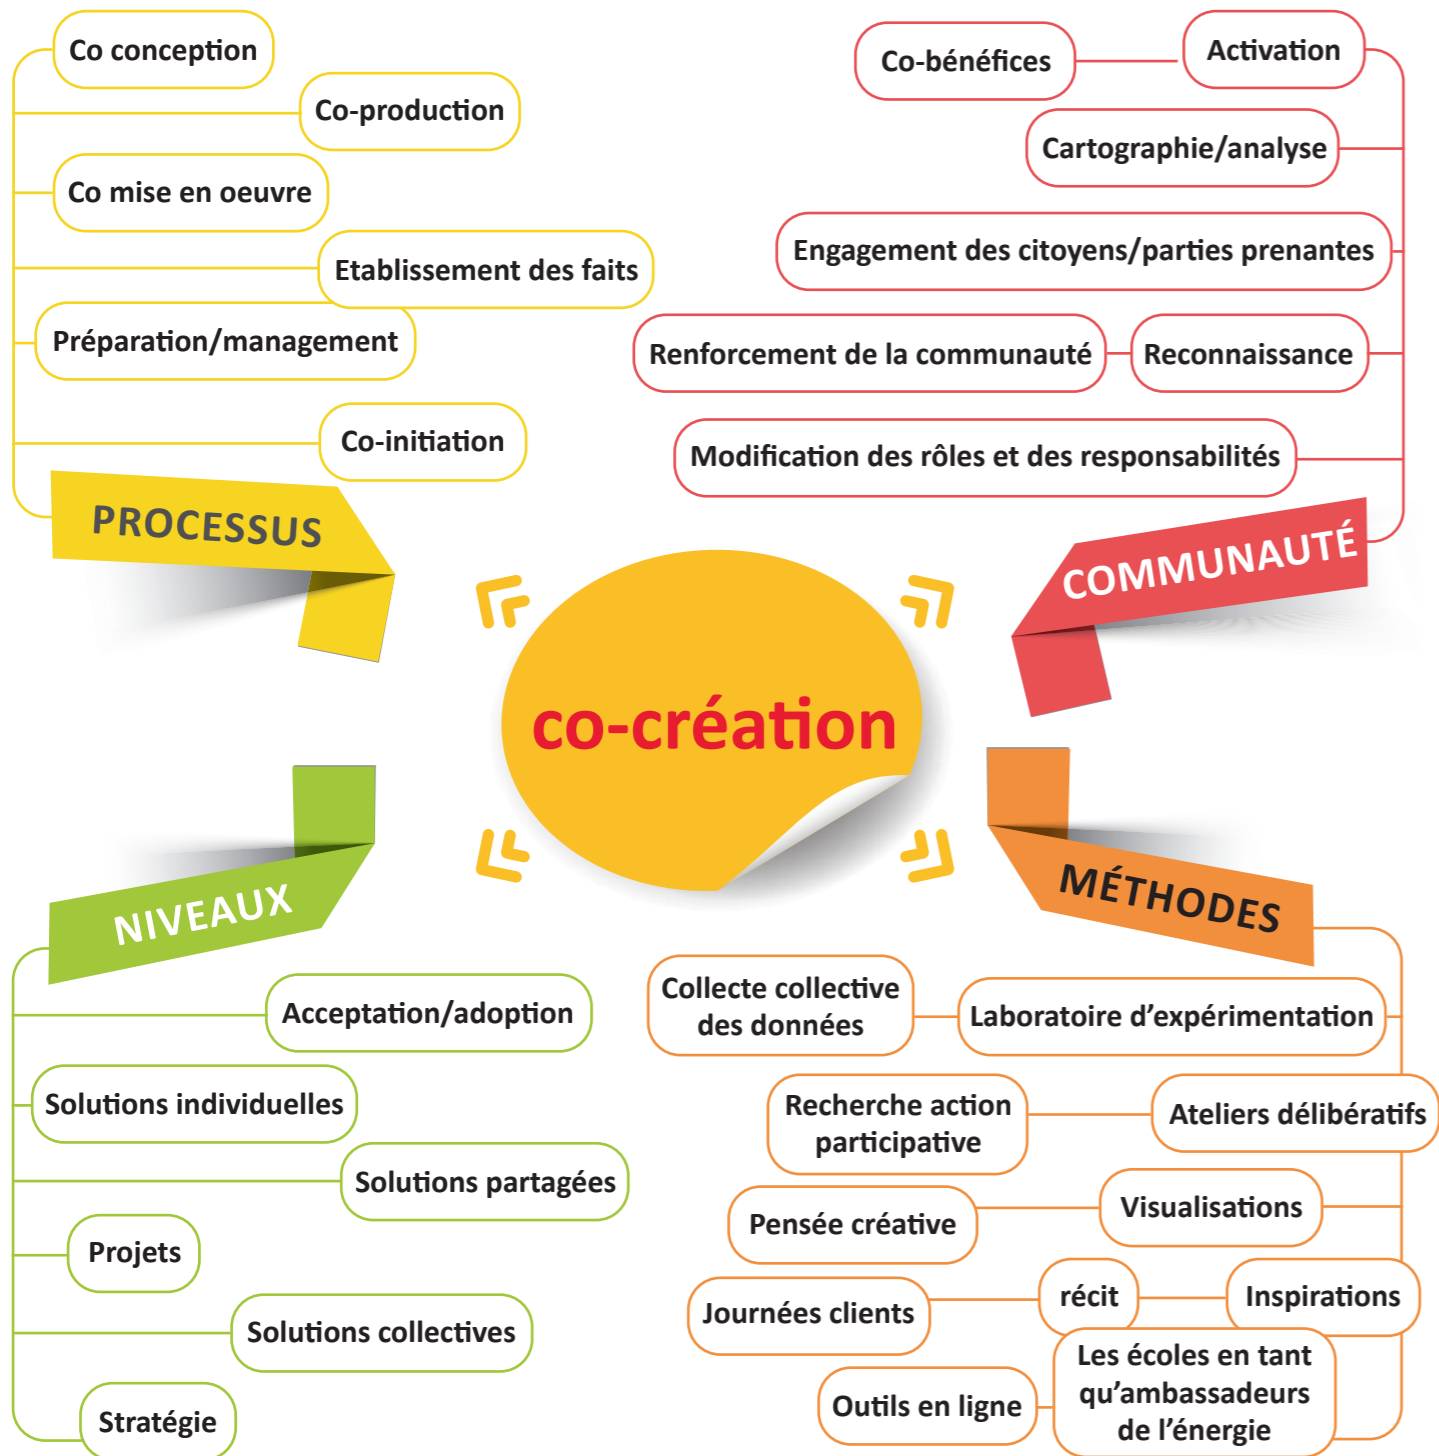 Co conception
Co-production
Co mise en oeuvre
Etablissement des faits
Préparation/management
Co-initiation
PROCESSUS
Co-bénéfices
Activation
Cartographie/analyse
Engagement des citoyens/parties prenantes
Renforcement de la communauté
Reconnaissance
Modification des rôles et des responsabilités
COMMUNAUTÉ
co-création
NIVEAUX
Acceptation/adoption
Solutions individuelles
Solutions partagées
Projets
Solutions collectives
Stratégie
MÉTHODES
Collecte collective
des données
Laboratoire d’expérimentation
Recherche action
participative
Ateliers délibératifs
Pensée créative
Visualisations
Journées clients
récit
Inspirations
Outils en ligne
Les écoles en tant
qu’ambassadeurs
de l’énergie